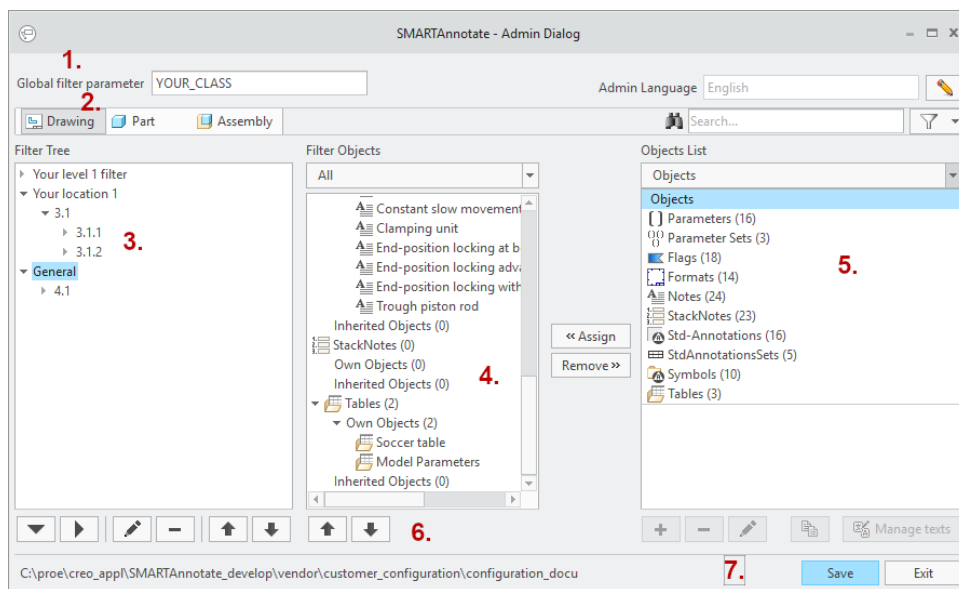 SMARTAnnotate - Admin Dialog
1.
Global filter parameter YOUR_CLASS
Admin Language English
2.
Drawing Part Assembly
Search...
Filter Tree
Your level 1 filter
Your location 1
3.1
3.1.1
3.1.2
3.
General
4.1
Filter Objects
All
Constant slow movement
Clamping unit
End-position locking at b
End-position locking adva
End-position locking with
Trough piston rod
Inherited Objects (0)
StackNotes (0)
Own Objects (0)
Inherited Objects (0)
4.
Tables (2)
Own Objects (2)
Soccer table
Model Parameters
Inherited Objects (0)
« Assign
Remove »
Objects List
Objects
Objects
Parameters (16)
Parameter Sets (3)
Flags (18)
5.
Formats (14)
Notes (24)
StackNotes (23)
Std-Annotations (16)
StdAnnotationsSets (5)
Symbols (10)
Tables (3)
6.
Manage texts
C:\proe\creo_appl\SMARTAnnotate_develop\vendor\customer_configuration\configuration_docu
7.
Save Exit